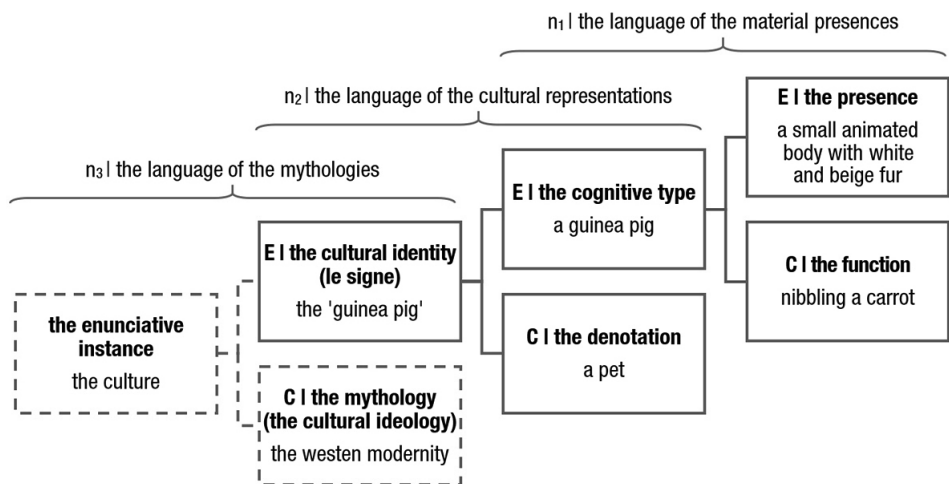 n₁ | the language of the material presences
n₂ | the language of the cultural representations
n₃ | the language of the mythologies
E | the presence
a small animated
body with white
and beige fur
E | the cognitive type
a guinea pig
C | the function
nibbling a carrot
E | the cultural identity
(le signe)
the 'guinea pig'
C | the denotation
a pet
the enunciative
instance
the culture
C | the mythology
(the cultural ideology)
the westen modernity